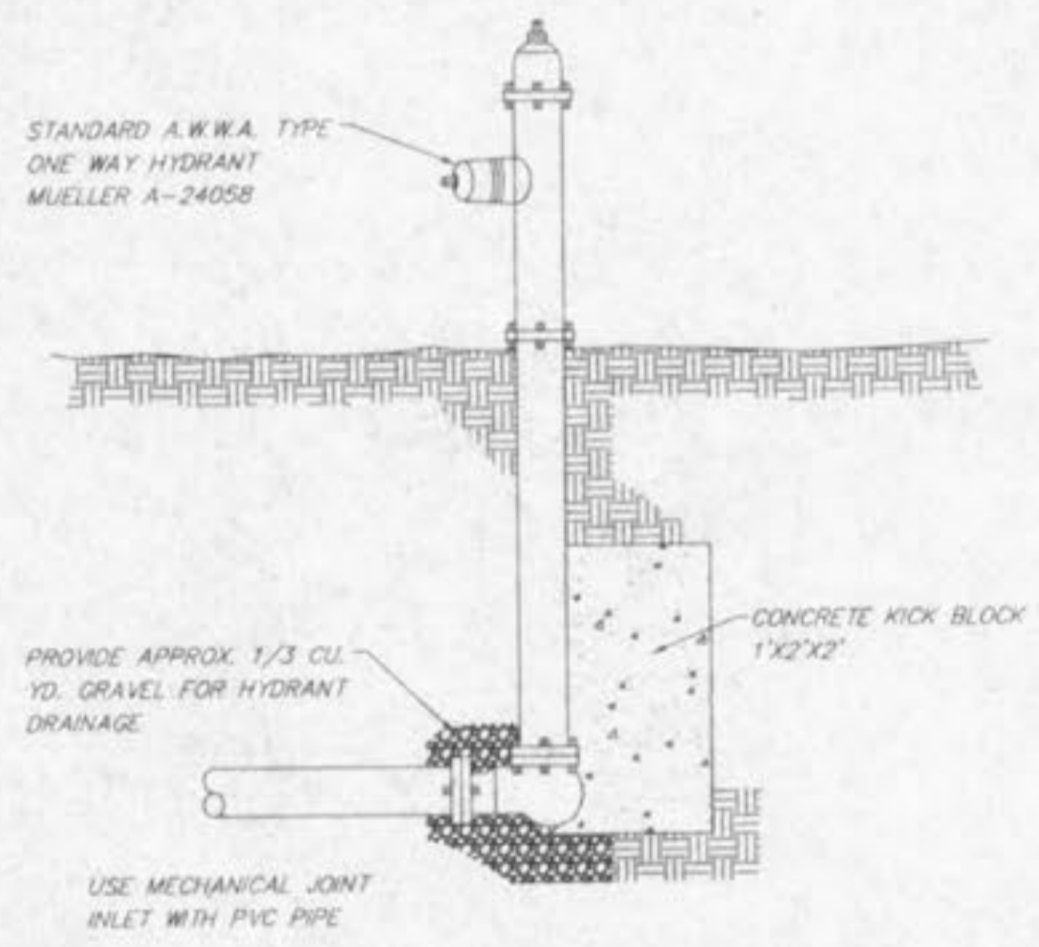 STANDARD A.W.W.A. TYPE
ONE WAY HYDRANT
MUELLER A-24058
CONCRETE KICK BLOCK
1'X2'X2'
PROVIDE APPROX. 1/3 CU.
YD. GRAVEL FOR HYDRANT
DRAINAGE
USE MECHANICAL JOINT
INLET WITH PVC PIPE